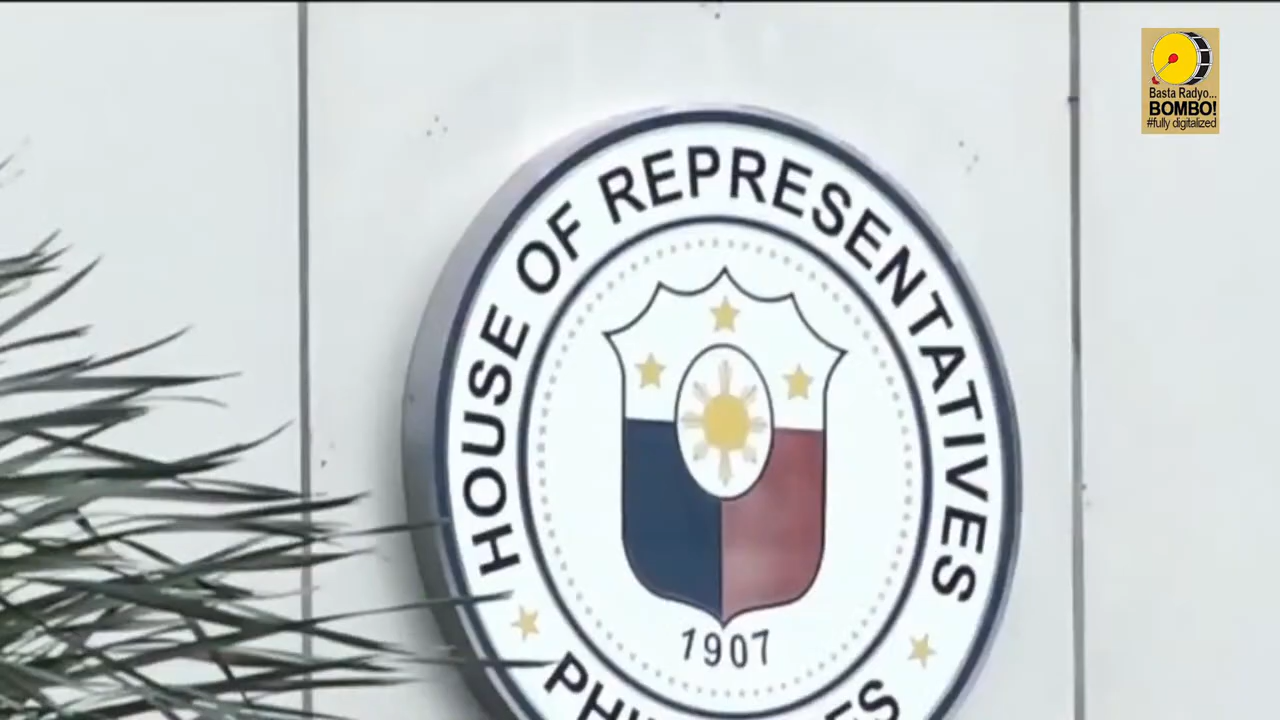 Basta Radyo...
BOMBO!
#fully digitalized
HOUSE OF REPRESENTATIVES
1907